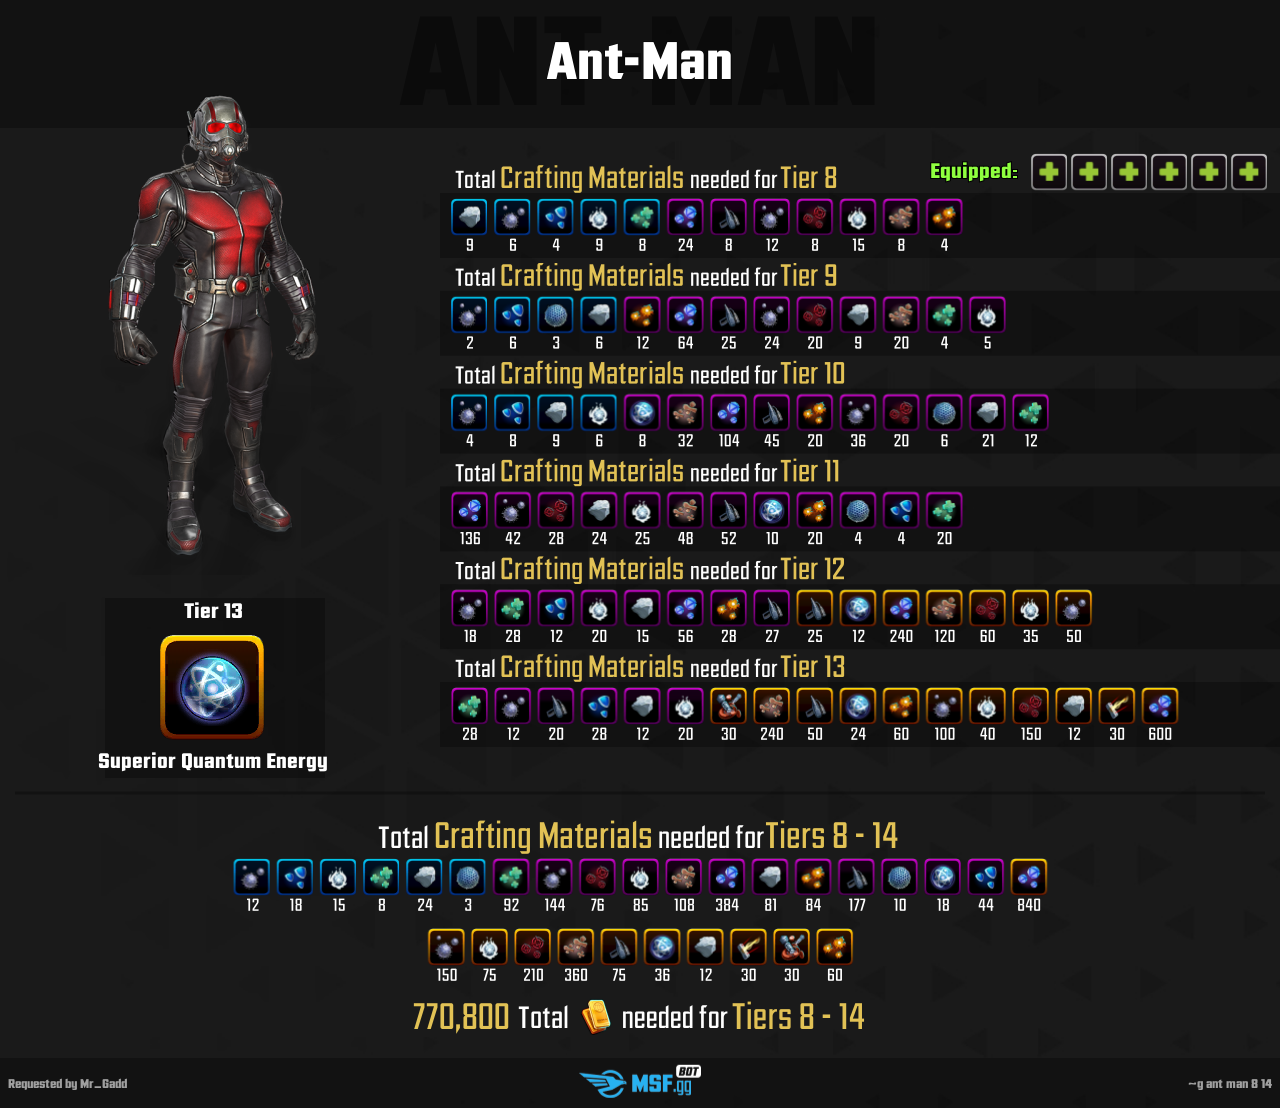 Ant-Man
Equipped:
Total Crafting Materials needed for Tier 8
9 6 4 9 8 24 8 12 8 15 8 4
Total Crafting Materials needed for Tier 9
2 6 3 6 12 64 25 24 20 9 20 4 5
Total Crafting Materials needed for Tier 10
4 8 9 6 8 32 104 45 20 36 20 6 21 12
Total Crafting Materials needed for Tier 11
136 42 28 24 25 48 52 10 20 4 4 20
Total Crafting Materials needed for Tier 12
18 28 12 20 15 56 28 27 25 12 240 120 60 35 50
Total Crafting Materials needed for Tier 13
28 12 20 28 12 20 30 240 50 24 60 100 40 150 12 30 600
Tier 13
Superior Quantum Energy
Total Crafting Materials needed for Tiers 8 - 14
12 18 15 8 24 3 92 144 76 85 108 384 81 84 177 10 18 44 840
150 75 210 360 75 36 12 30 30 60
770,800 Total needed for Tiers 8 - 14
Requested by Mr_Gadd
MSF.gg BOT
~g ant man 8 14